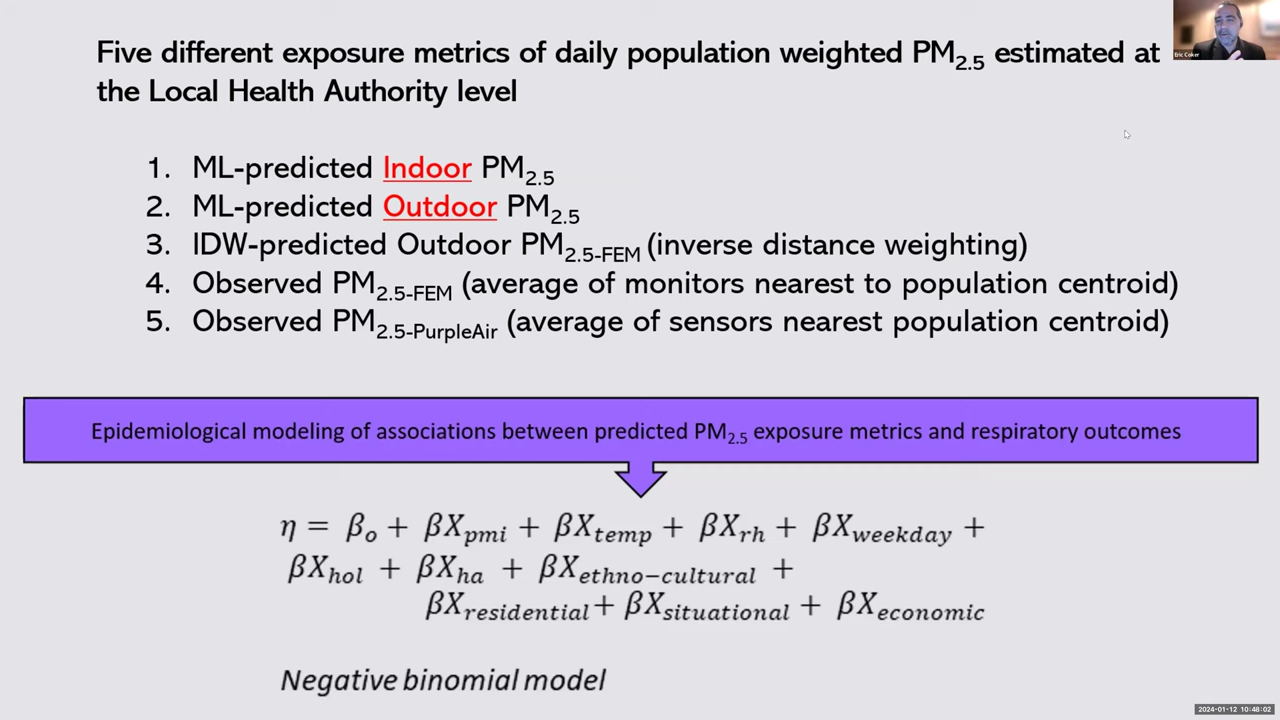 Five different exposure metrics of daily population weighted PM2.5 estimated at
the Local Health Authority level
1. ML-predicted Indoor PM2.5
2. ML-predicted Outdoor PM2.5
3. IDW-predicted Outdoor PM2.5-FEM (inverse distance weighting)
4. Observed PM2.5-FEM (average of monitors nearest to population centroid)
5. Observed PM2.5-PurpleAir (average of sensors nearest population centroid)
Epidemiological modeling of associations between predicted PM2.5 exposure metrics and respiratory outcomes
η = βo + βXpmi + βXtemp + βXrh + βXweekday +
βXhol + βXha + βXethno−cultural +
βXresidential + βXsituational + βXeconomic
Negative binomial model
Eric Coker
2024-01-12 10:48:02